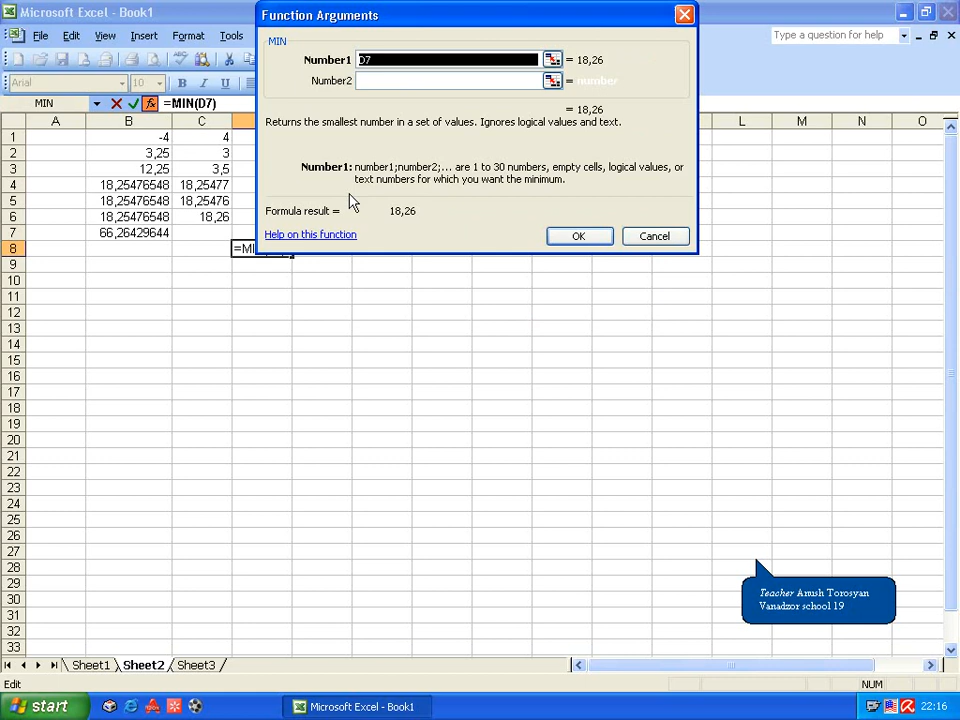 Microsoft Excel - Book1
File Edit View Insert Format Tools
Type a question for help
Arial 10 B I U
MIN =MIN(D7)
Function Arguments
MIN
Number1 D7 = 18,26
Number2 = number
= 18,26
Returns the smallest number in a set of values. Ignores logical values and text.
Number1: number1;number2;... are 1 to 30 numbers, empty cells, logical values, or
text numbers for which you want the minimum.
Formula result = 18,26
Help on this function
OK Cancel
A B C L M N O
1 -4 4
2 3,25 3
3 12,25 3,5
4 18,25476548 18,25477
5 18,25476548 18,25476
6 18,25476548 18,26
7 66,26429644
8
9
10
11
12
13
14
15
16
17
18
19
20
21
22
23
24
25
26
27
28
29
30
31
32
33
Teacher Anush Torosyan
Vanadzor school 19
Sheet1 Sheet2 Sheet3
Edit NUM
start Microsoft Excel - Book1 22:16